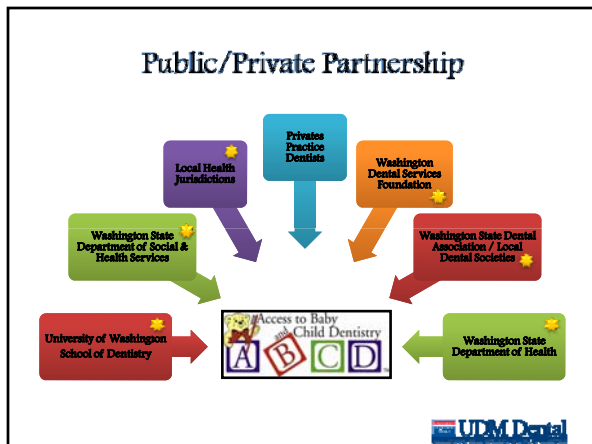 Public/Private Partnership
Privates
Practice
Dentists
Local Health
Jurisdictions
Washington
Dental Services
Foundation
Washington State
Department of Social &
Health Services
Washington State Dental
Association / Local
Dental Societies
University of Washington
School of Dentistry
Access to Baby
and Child Dentistry
A B C D
Washington State
Department of Health
UDM Dental